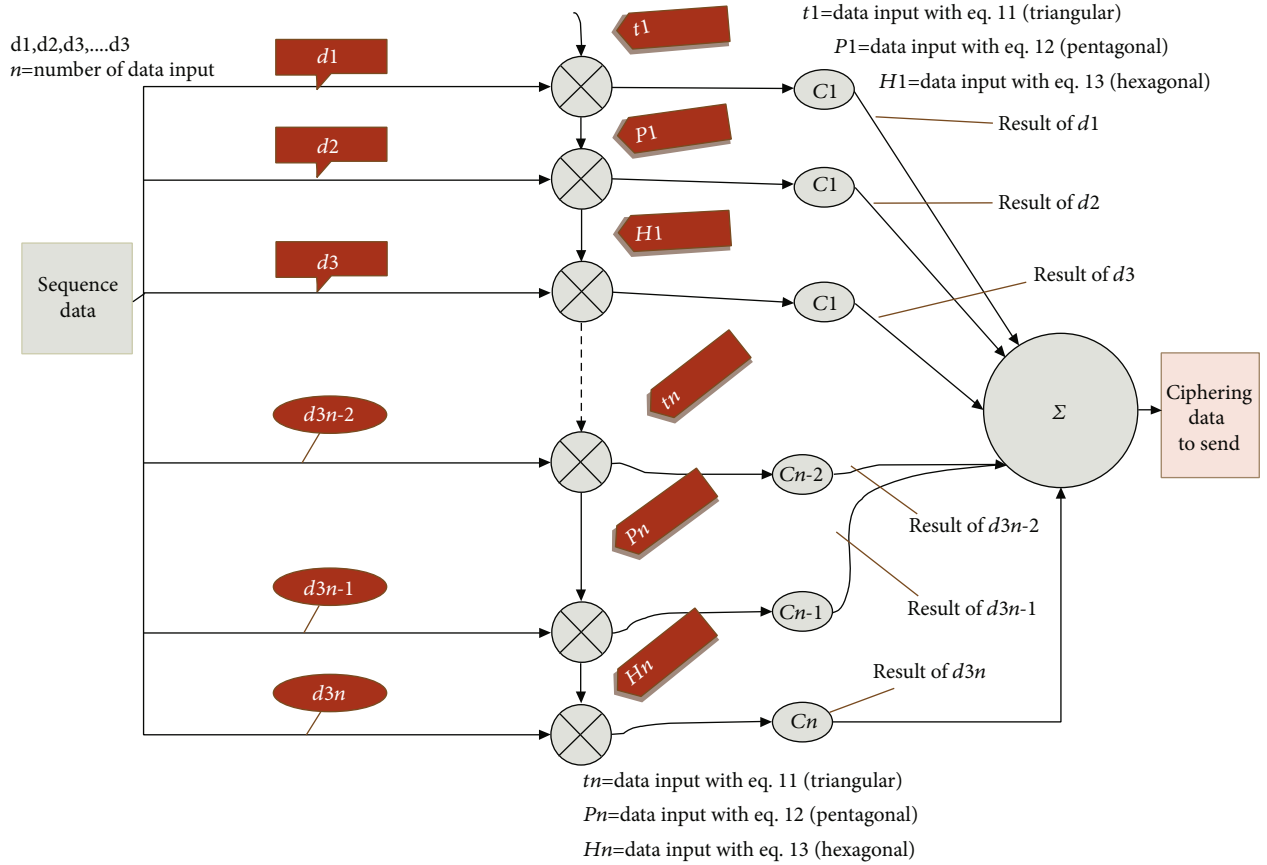 t1=data input with eq. 11 (triangular)
P1=data input with eq. 12 (pentagonal)
H1=data input with eq. 13 (hexagonal)
d1,d2,d3,....d3
n=number of data input
d1
t1
C1
Result of d1
d2
P1
C1
Result of d2
d3
H1
C1
Result of d3
Sequence
data
tn
Σ
Ciphering
data
to send
d3n-2
Cn-2
Result of d3n-2
Pn
d3n-1
Cn-1
Result of d3n-1
Hn
d3n
Cn
Result of d3n
tn=data input with eq. 11 (triangular)
Pn=data input with eq. 12 (pentagonal)
Hn=data input with eq. 13 (hexagonal)